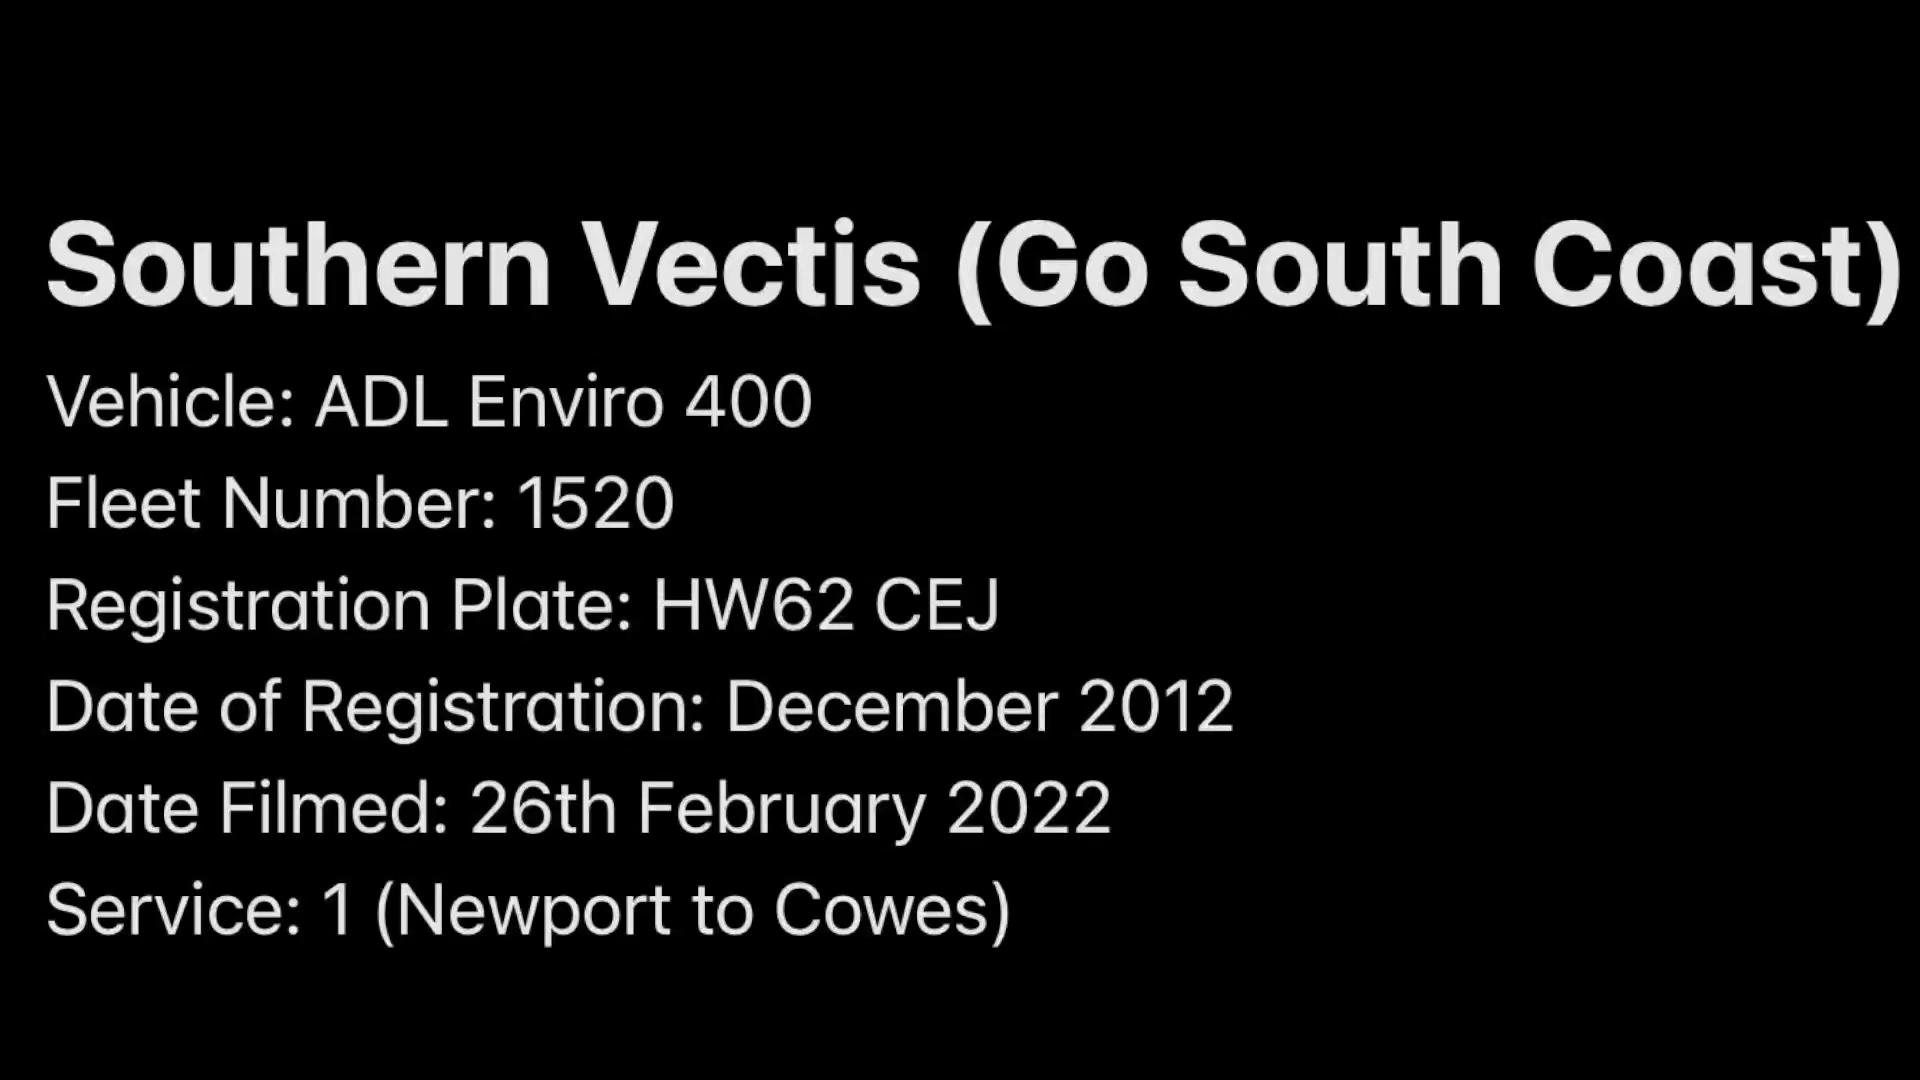 Southern Vectis (Go South Coast)
Vehicle: ADL Enviro 400
Fleet Number: 1520
Registration Plate: HW62 CEJ
Date of Registration: December 2012
Date Filmed: 26th February 2022
Service: 1 (Newport to Cowes)